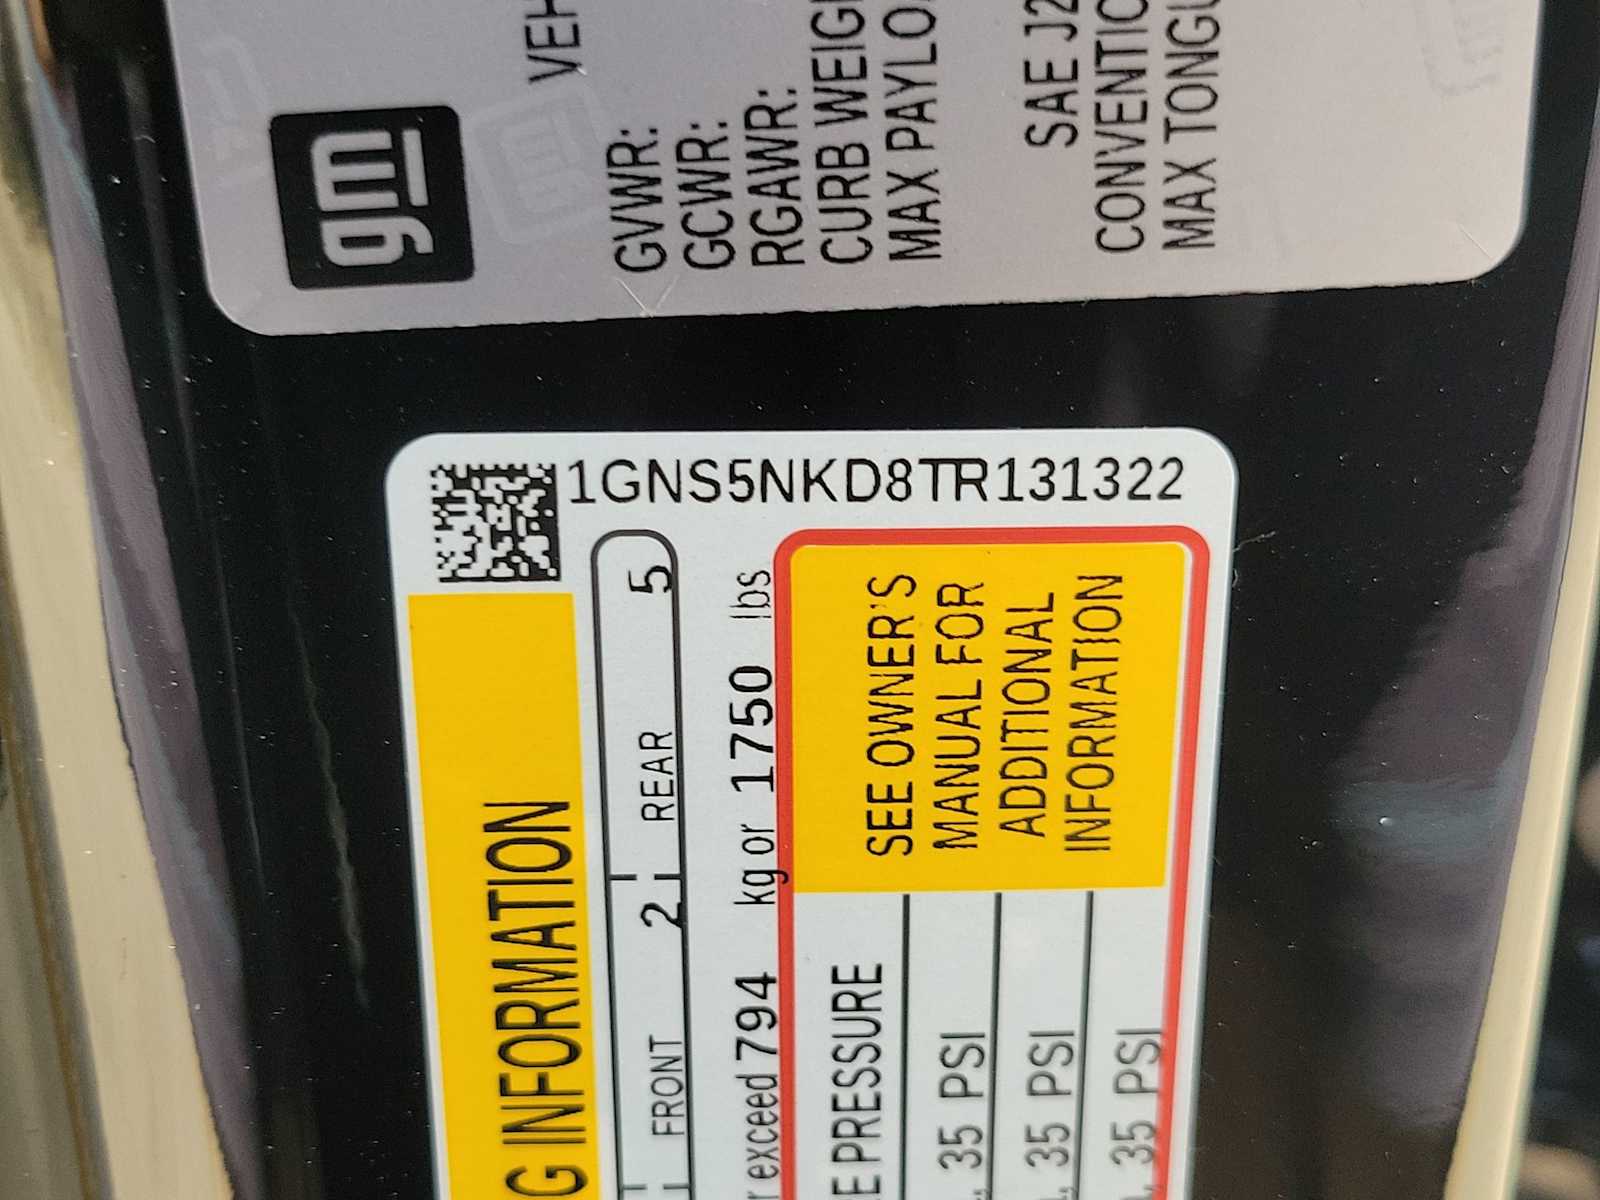 gm
VEH
GVWR:
GCWR:
RGAWR:
CURB WEIG
MAX PAYLO
SAE J2
CONVENTIO
MAX TONGU
1GNS5NKD8TR131322
G INFORMATION
FRONT 2 REAR 5
r exceed 794 kg or 1750 lbs
E PRESSURE
, 35 PSI
, 35 PSI
, 35 PSI
SEE OWNER'S
MANUAL FOR
ADDITIONAL
INFORMATION